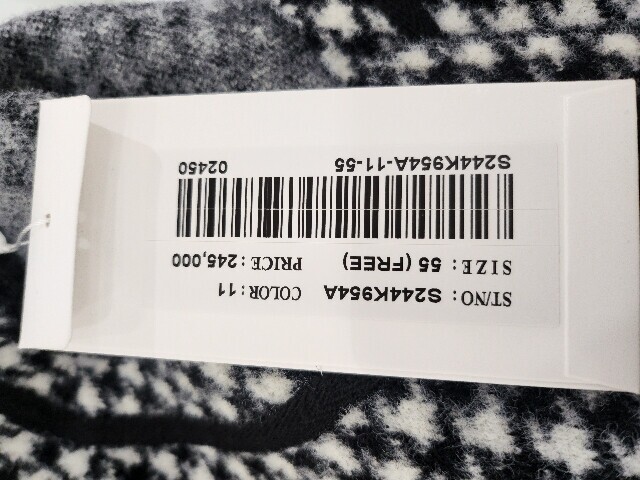 ST/NO: S244K954A COLOR: 11
SIZE: 55 (FREE) PRICE: 245,000
S244K954A-11-55 02450